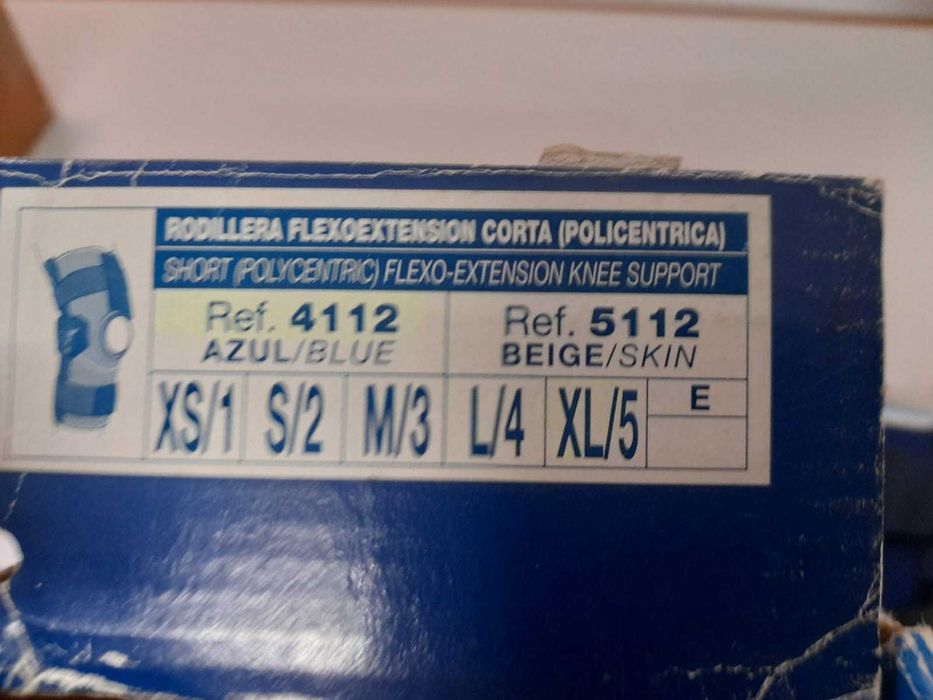 RODILLERA FLEXOEXTENSION CORTA (POLICENTRICA)
SHORT (POLYCENTRIC) FLEXO-EXTENSION KNEE SUPPORT
Ref. 4112 Ref. 5112
AZUL/BLUE BEIGE/SKIN
XS/1 S/2 M/3 L/4 XL/5 E